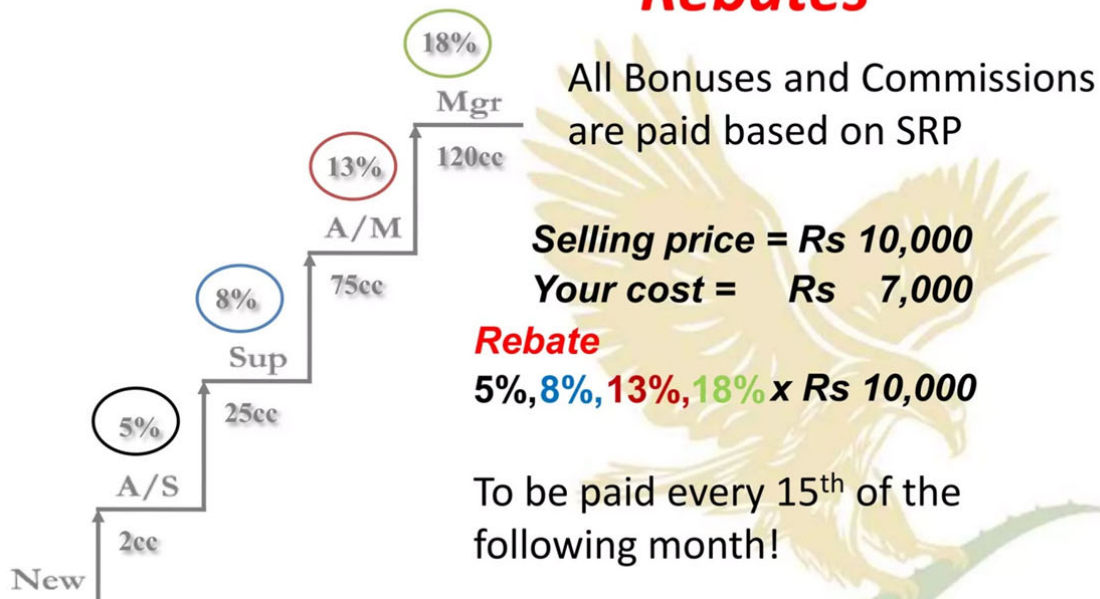 Rebates
18%
Mgr
120cc
13%
A/M
75cc
8%
Sup
25cc
5%
A/S
2cc
New
All Bonuses and Commissions
are paid based on SRP
Selling price = Rs 10,000
Your cost = Rs 7,000
Rebate
5%,8%,13%,18% x Rs 10,000
To be paid every 15th of the
following month!